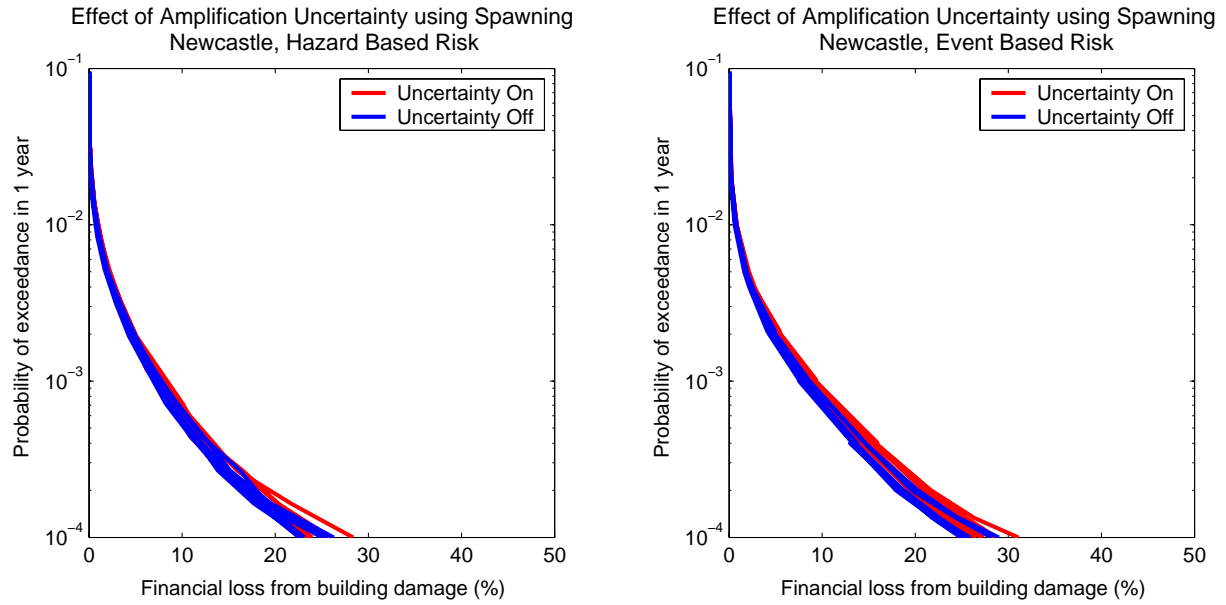 Effect of Amplification Uncertainty using Spawning
Newcastle, Hazard Based Risk
10⁻¹
10⁻²
10⁻³
10⁻⁴
Probability of exceedance in 1 year
Uncertainty On
Uncertainty Off
0 10 20 30 40 50
Financial loss from building damage (%)
Effect of Amplification Uncertainty using Spawning
Newcastle, Event Based Risk
10⁻¹
10⁻²
10⁻³
10⁻⁴
Probability of exceedance in 1 year
Uncertainty On
Uncertainty Off
0 10 20 30 40 50
Financial loss from building damage (%)